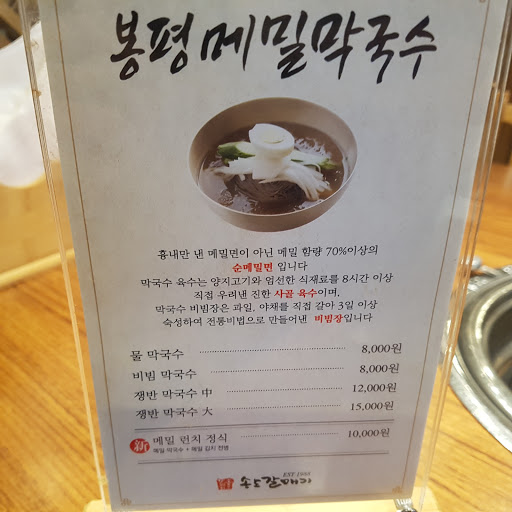 봉평메밀막국수
흉내만 낸 메밀면이 아닌 메밀 함량 70%이상의
순메밀면 입니다
막국수 육수는 양지고기와 엄선한 식재료를 8시간 이상
직접 우려낸 진한 사골 육수이며,
막국수 비빔장은 과일, 야채를 직접 갈아 3일 이상
숙성하여 전통비법으로 만들어낸 비빔장입니다
물 막국수 8,000원
비빔 막국수 8,000원
쟁반 막국수 中 12,000원
쟁반 막국수 大 15,000원
新 메밀 런치 정식 10,000원
메밀 막국수 + 메밀 김치 전병
EST.1988
송도갈매기